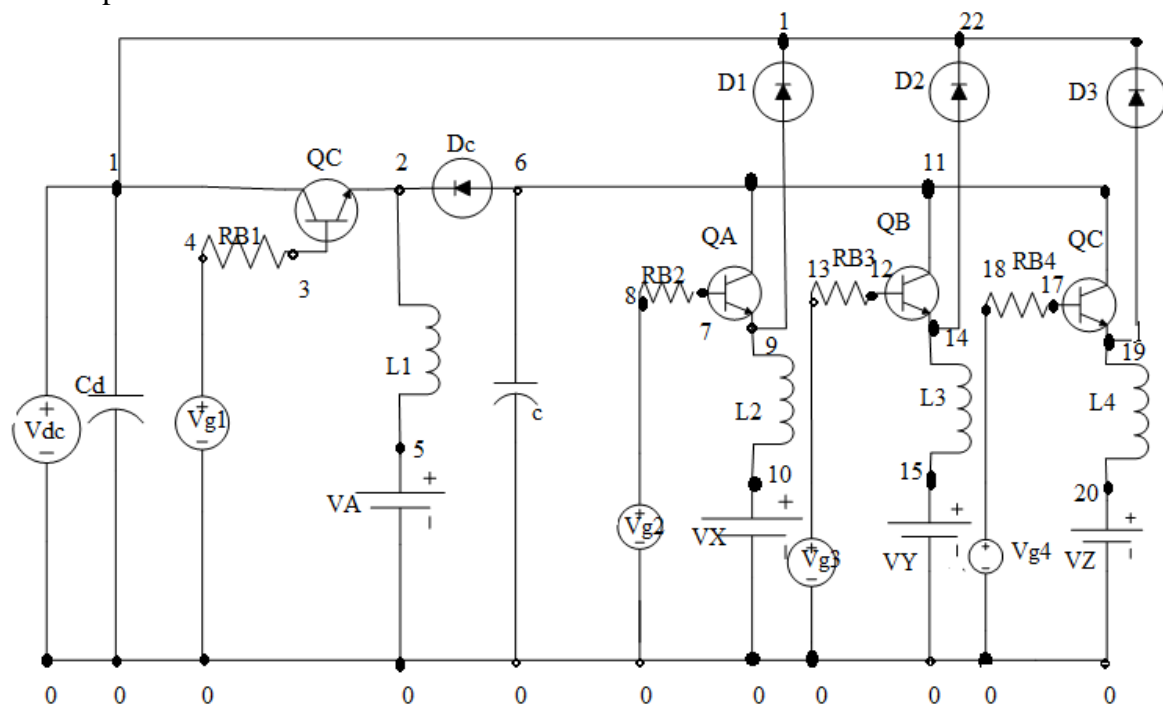 1 22
D1 D2 D3
1 QC 2 Dc 6 11
4 RB1 QA QB QC
3 8 RB2 13 RB3 12 18 RB4 17
7 9 14 19
Cd L1 c L2 L3 L4
Vdc Vg1 5 10 15 20
+ − + − VA + − Vg2 + − VX + − Vg3 + − VY + − + − Vg4 VZ + −
0 0 0 0 0 0 0 0 0 0 0